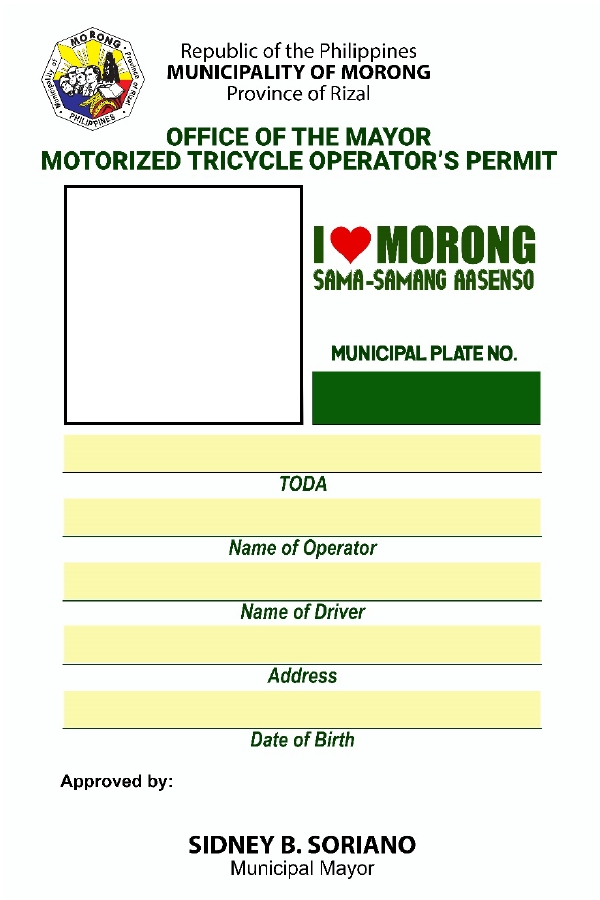 Republic of the Philippines
MUNICIPALITY OF MORONG
Province of Rizal
MORONG
Municipality of
Province of Rizal
PHILIPPINES
OFFICE OF THE MAYOR
MOTORIZED TRICYCLE OPERATOR'S PERMIT
I ❤ MORONG
SAMA-SAMANG AASENSO
MUNICIPAL PLATE NO.
TODA
Name of Operator
Name of Driver
Address
Date of Birth
Approved by:
SIDNEY B. SORIANO
Municipal Mayor